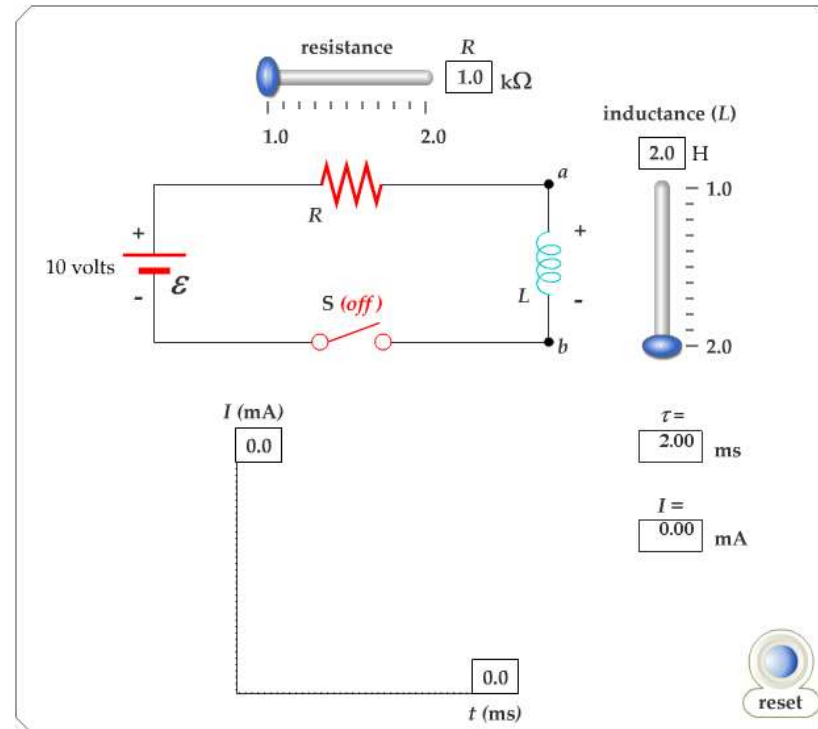 resistance R
1.0 kΩ
1.0 2.0
inductance (L)
2.0 H
1.0
2.0
a
R
+
10 volts
ε
-
+
L
-
S (off)
b
I (mA)
0.0
τ =
2.00 ms
I =
0.00 mA
0.0
t (ms)
reset